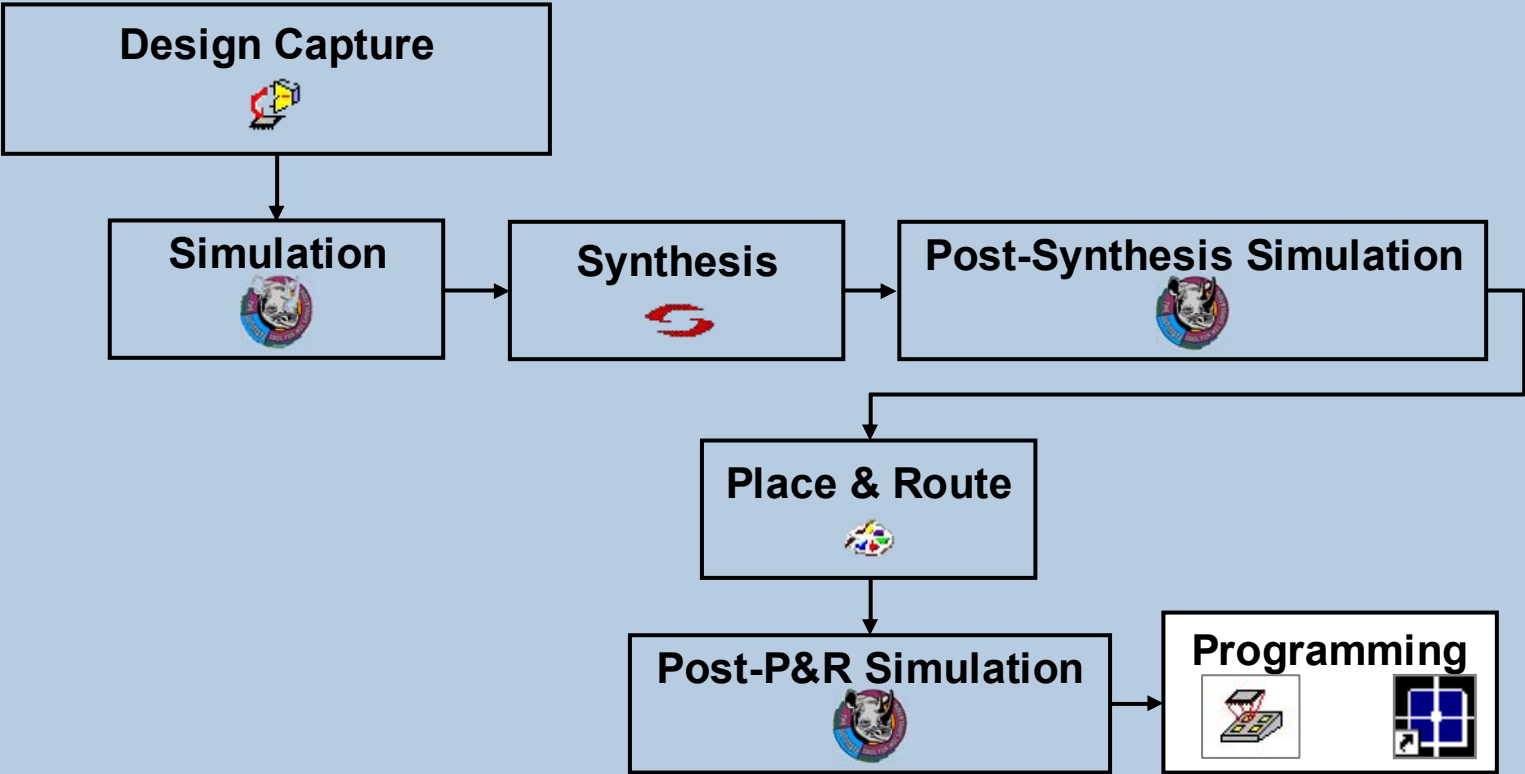 Design Capture
Simulation
Synthesis
Post-Synthesis Simulation
Place & Route
Post-P&R Simulation
Programming